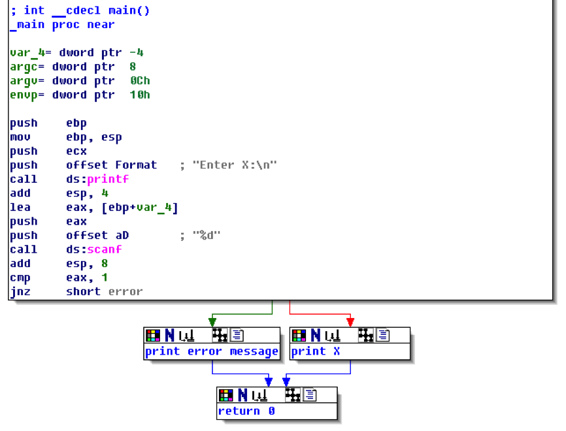 ; int __cdecl main()
_main proc near
var_4= dword ptr -4
argc= dword ptr  8
argv= dword ptr  0Ch
envp= dword ptr  10h
push    ebp
mov     ebp, esp
push    ecx
push    offset Format   ; "Enter X:\n"
call    ds:printf
add     esp, 4
lea     eax, [ebp+var_4]
push    eax
push    offset aD       ; "%d"
call    ds:scanf
add     esp, 8
cmp     eax, 1
jnz     short error
print error message
print X
return 0